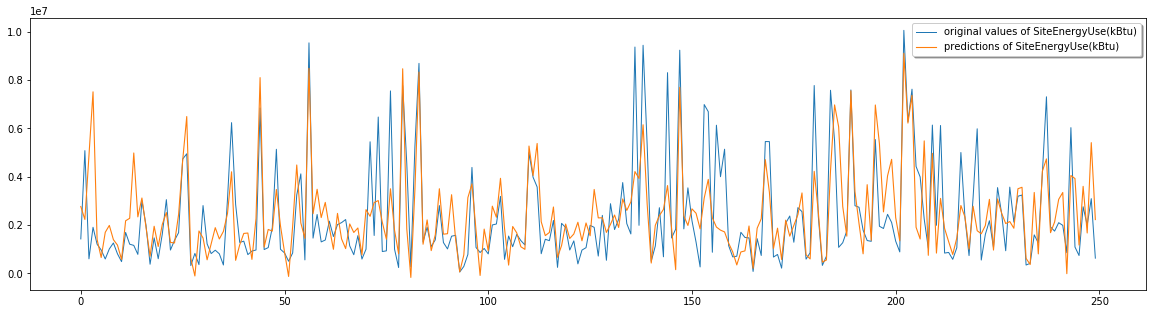 1e7
original values of SiteEnergyUse(kBtu)
predictions of SiteEnergyUse(kBtu)
1.0
0.8
0.6
0.4
0.2
0.0
0 50 100 150 200 250